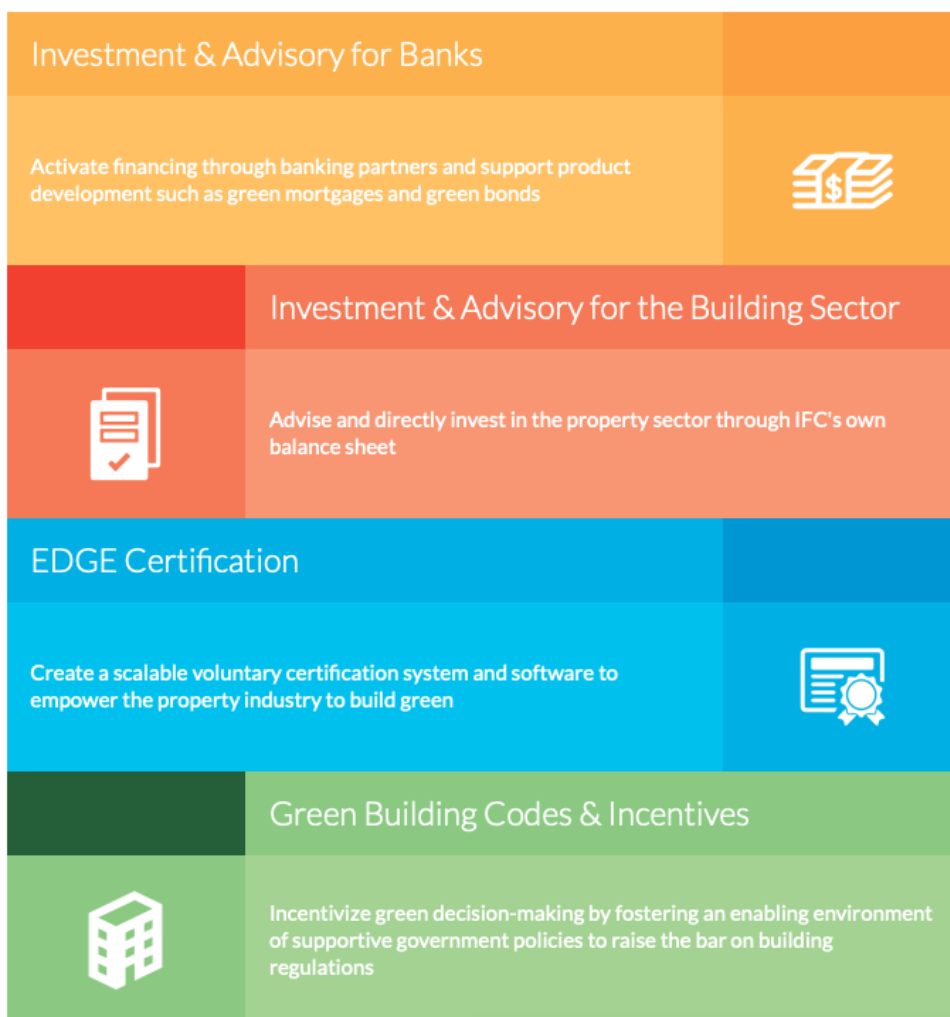 Investment & Advisory for Banks
Activate financing through banking partners and support product
development such as green mortgages and green bonds
$
Investment & Advisory for the Building Sector
Advise and directly invest in the property sector through IFC's own
balance sheet
EDGE Certification
Create a scalable voluntary certification system and software to
empower the property industry to build green
Green Building Codes & Incentives
Incentivize green decision-making by fostering an enabling environment
of supportive government policies to raise the bar on building
regulations